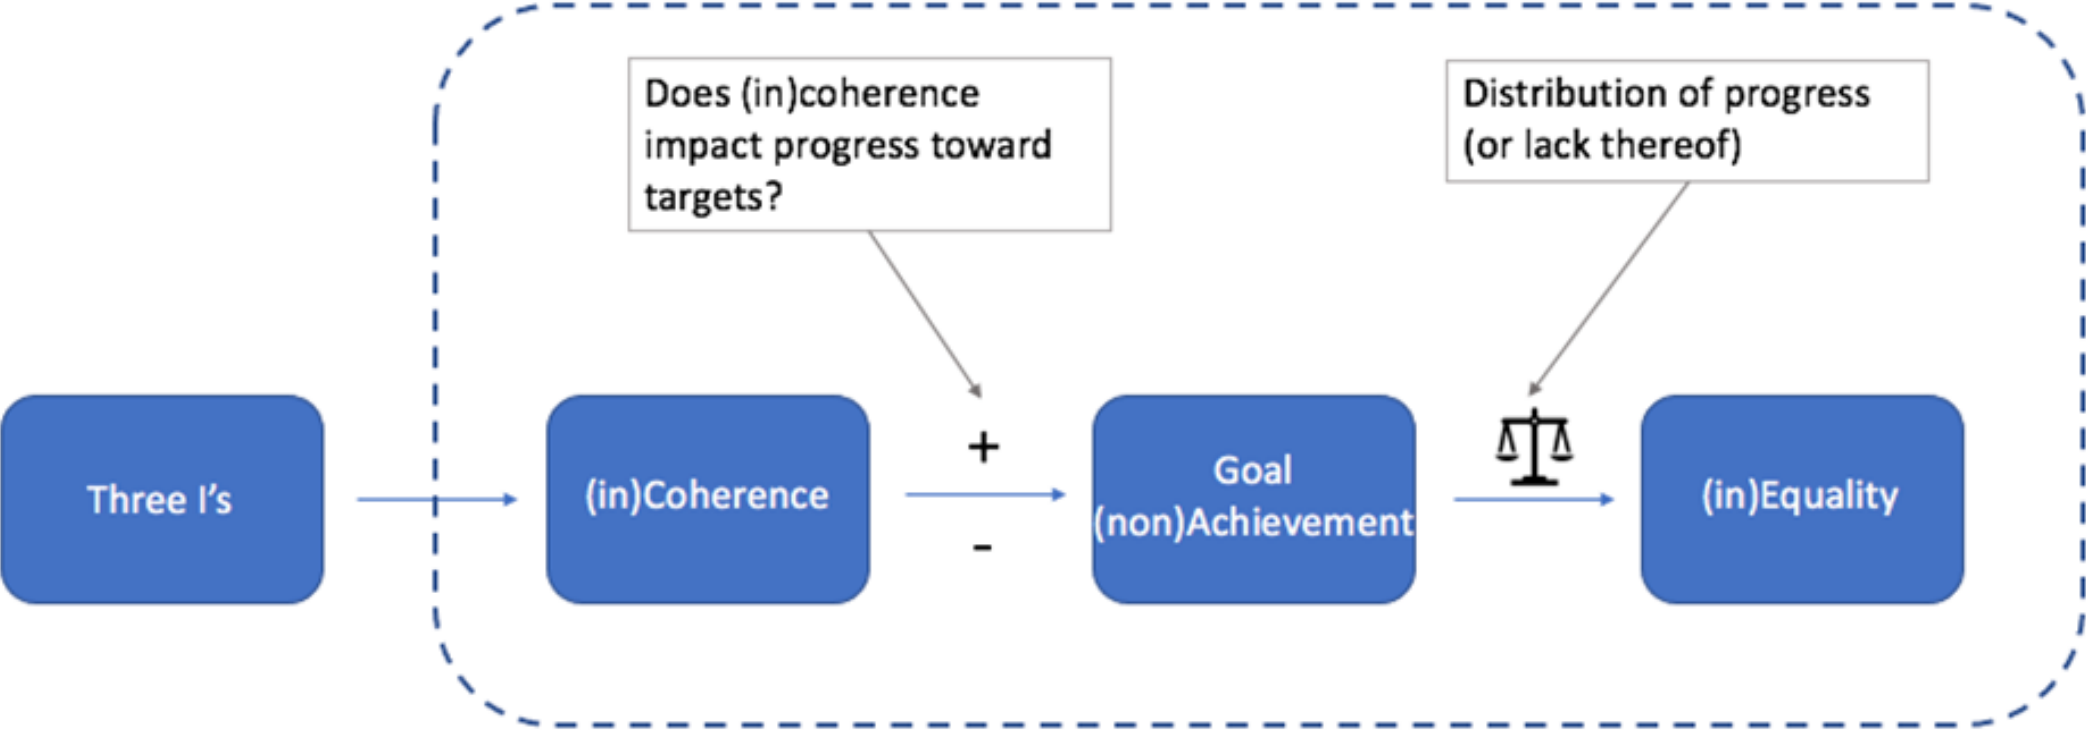 Does (in)coherence
impact progress toward
targets?
Distribution of progress
(or lack thereof)
Three I's
(in)Coherence
+
-
Goal
(non)Achievement
(in)Equality